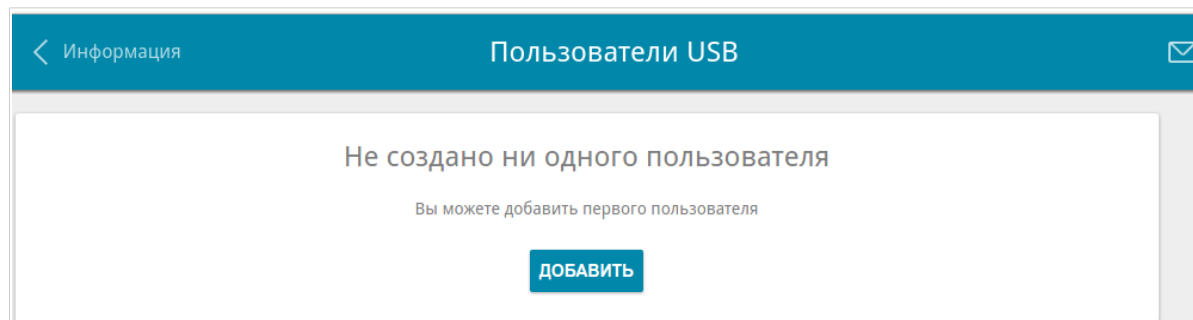 Информация
Пользователи USB
Не создано ни одного пользователя
Вы можете добавить первого пользователя
ДОБАВИТЬ